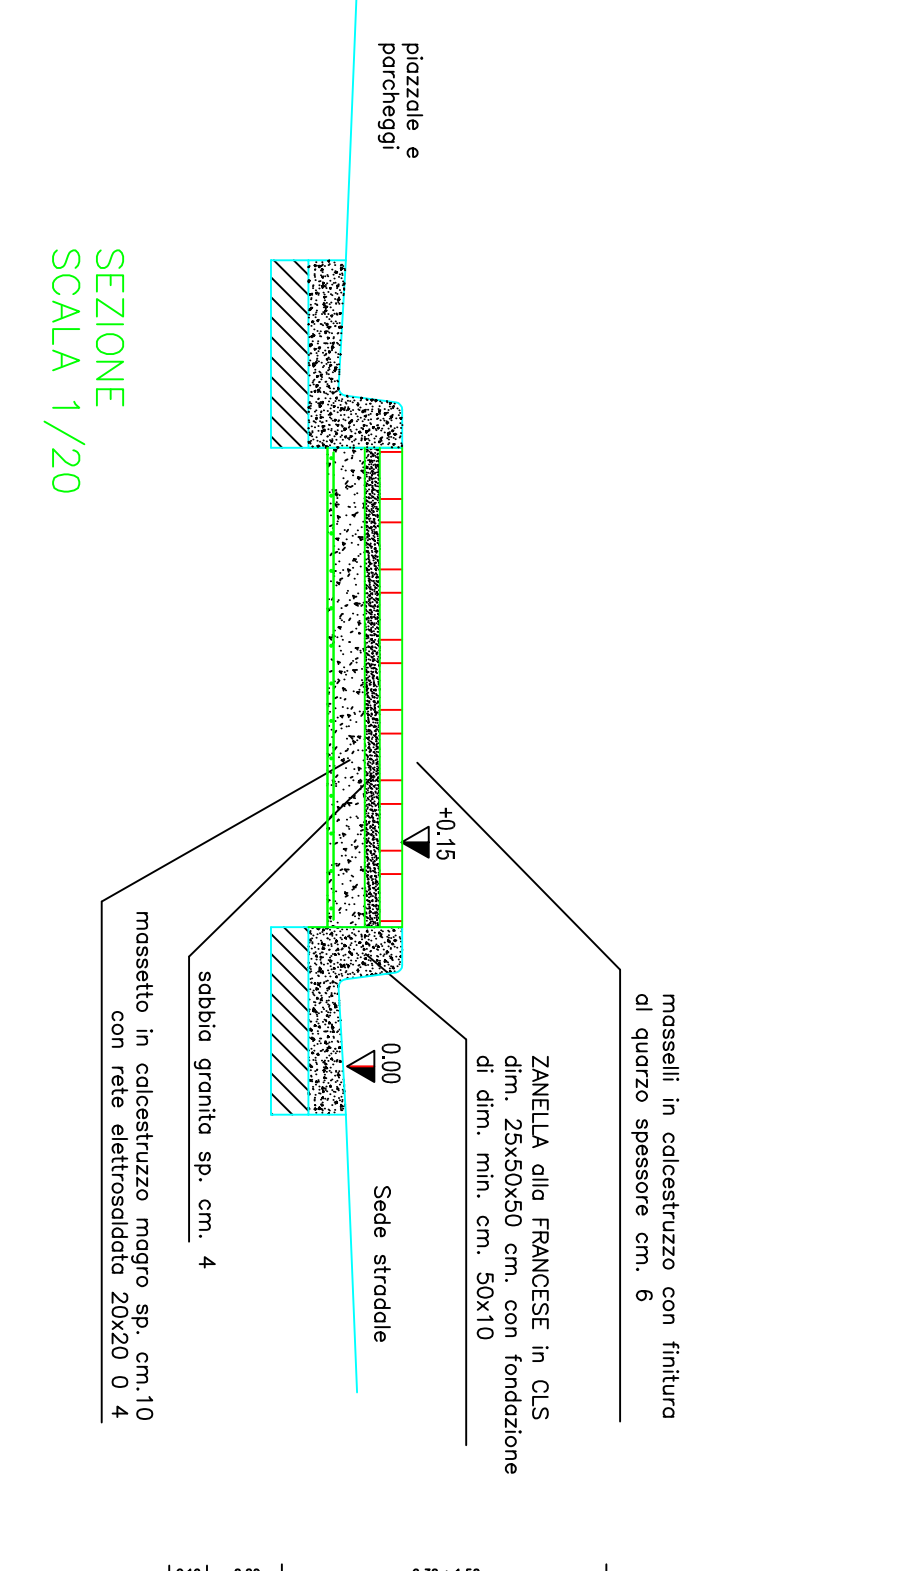 piazzale e
parcheggi
SEZIONE
SCALA 1/20
+0.15
0.00
masselli in calcestruzzo con finitura
al quarzo spessore cm. 6
ZANELLA alla FRANCESE in CLS
dim. 25x50x50 cm. con fondazione
di dim. min. cm. 50x10
Sede stradale
sabbia granita sp. cm. 4
massetto in calcestruzzo magro sp. cm.10
con rete elettrosaldata 20x20 0 4